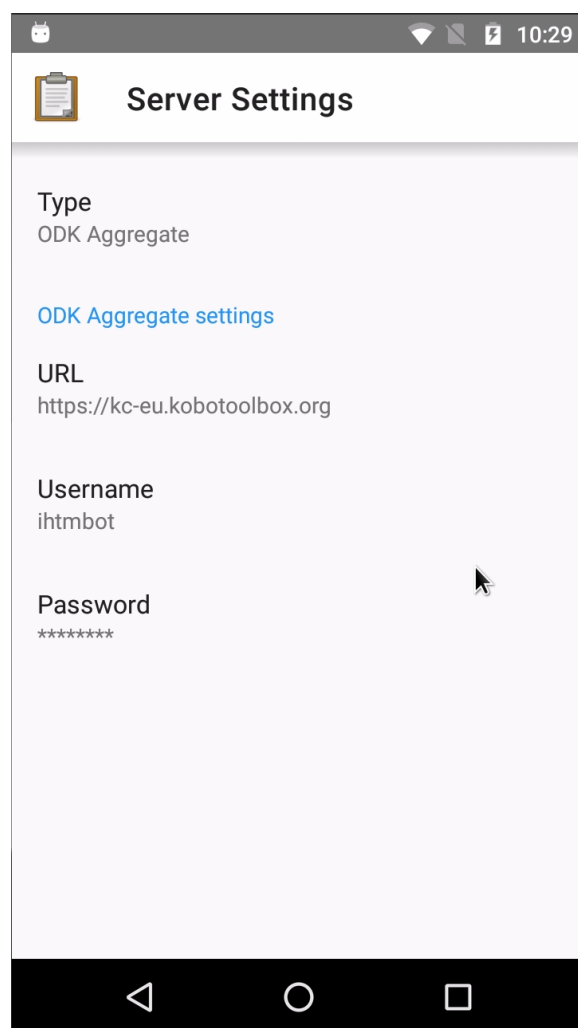 10:29
Server Settings
Type
ODK Aggregate
ODK Aggregate settings
URL
https://kc-eu.kobotoolbox.org
Username
ihtmbot
Password
********